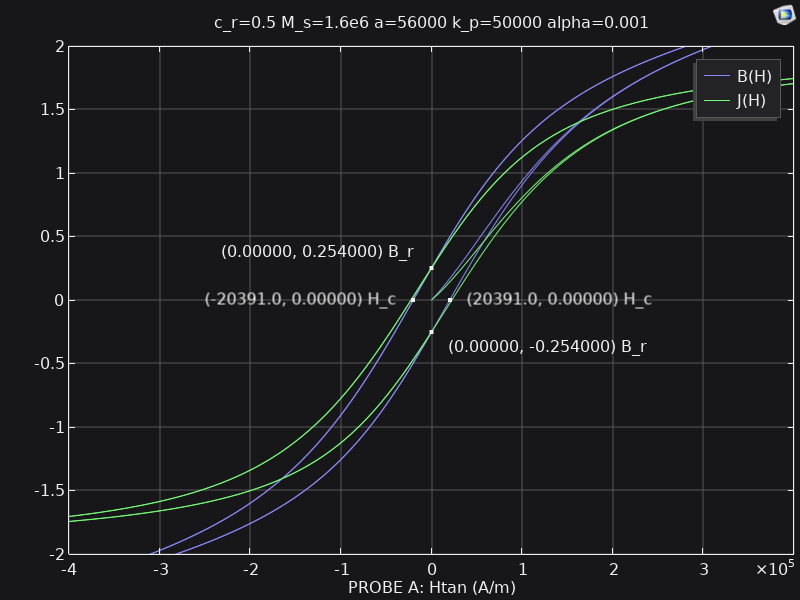 c_r=0.5 M_s=1.6e6 a=56000 k_p=50000 alpha=0.001
2
B(H)
J(H)
1.5
1
0.5
(0.00000, 0.254000) B_r
0
(-20391.0, 0.00000) H_c
(20391.0, 0.00000) H_c
(0.00000, -0.254000) B_r
-0.5
-1
-1.5
-2
-4 -3 -2 -1 0 1 2 3 ×10⁵
PROBE A: Htan (A/m)